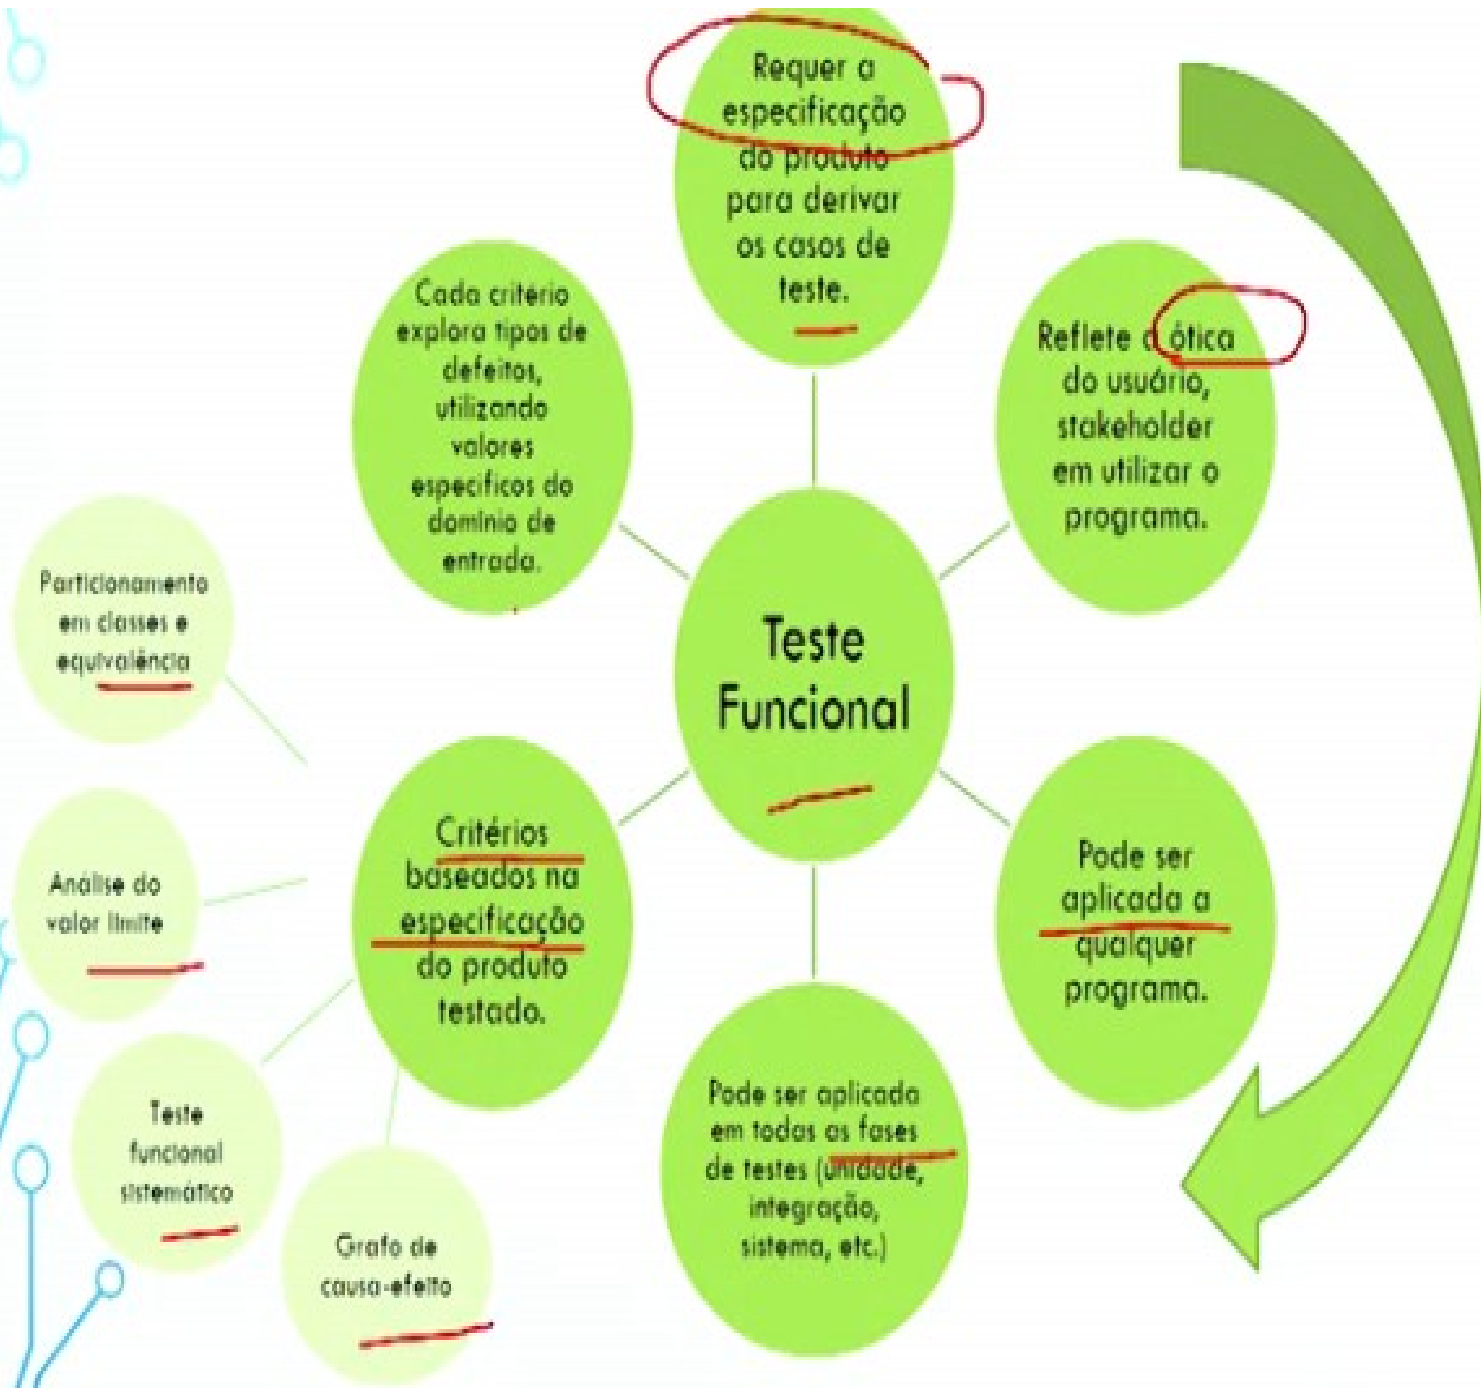 Requer a
especificação
do produto
para derivar
os casos de
teste.
Reflete a ótica
do usuário,
stakeholder
em utilizar o
programa.
Pode ser
aplicada a
qualquer
programa.
Pode ser aplicada
em todas as fases
de testes (unidade,
integração,
sistema, etc.)
Critérios
baseados na
especificação
do produto
testado.
Cada critério
explora tipos de
defeitos,
utilizando
valores
específicos do
domínio de
entrada.
Teste
Funcional
Particionamento
em classes e
equivalência
Análise do
valor limite
Teste
funcional
sistemático
Grafo de
causa-efeito